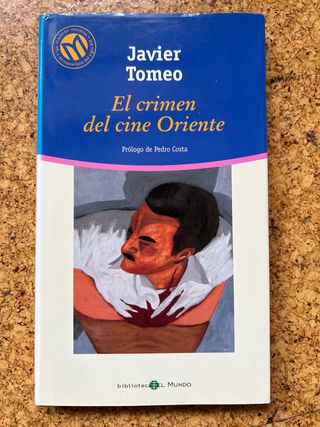 Javier
Tomeo
El crimen
del cine Oriente
Prólogo de Pedro Costa
biblioteca EL MUNDO